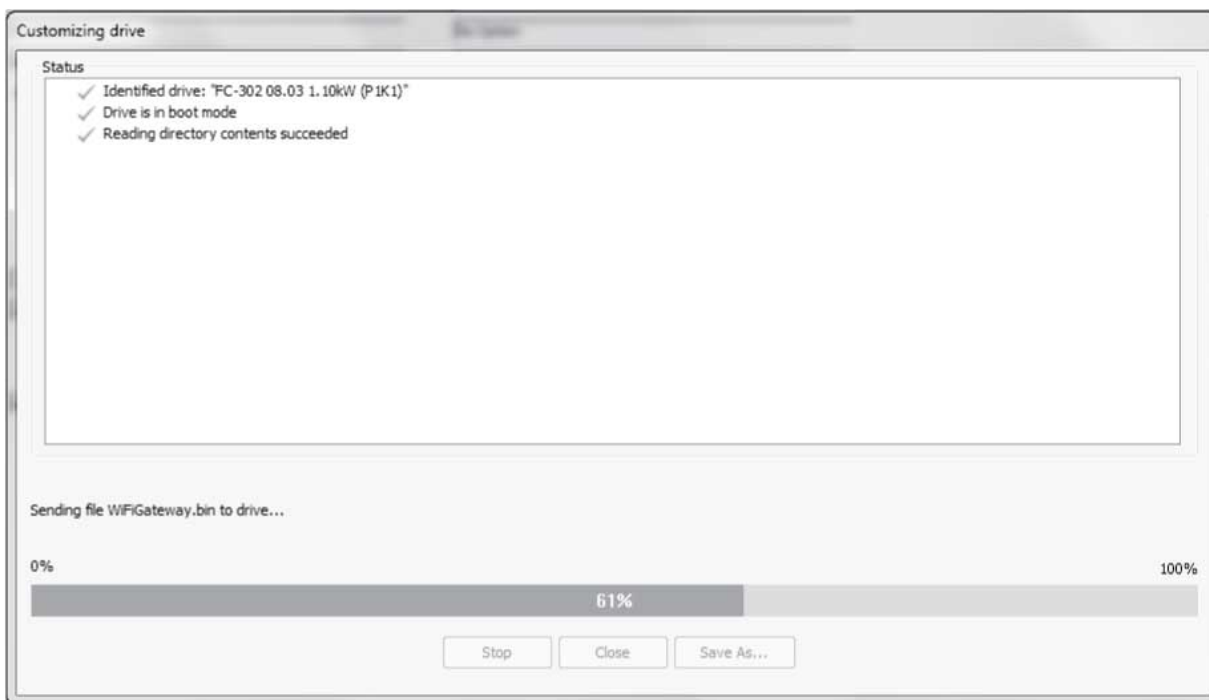 Customizing drive
Status
Identified drive: "FC-302 08.03 1.10kW (P1K1)"
Drive is in boot mode
Reading directory contents succeeded
Sending file WiFiGateway.bin to drive...
0%
100%
61%
Stop
Close
Save As...